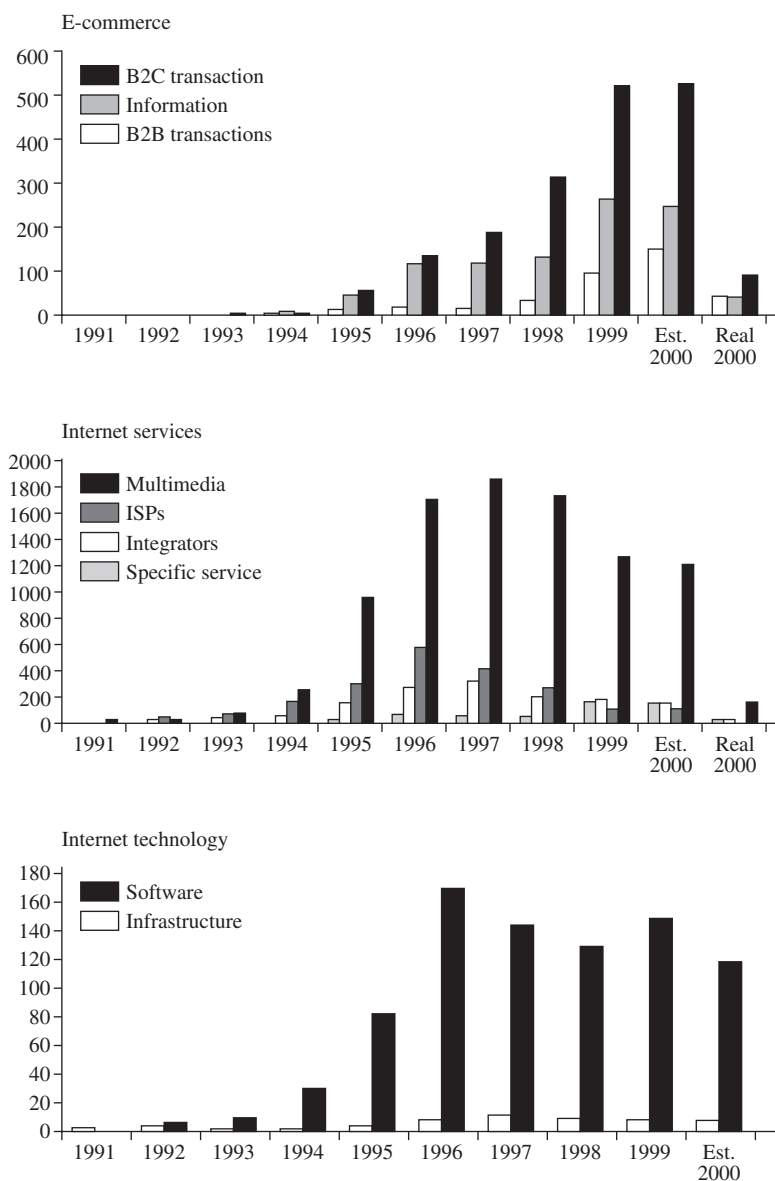 E-commerce
600
500
400
300
200
100
0
B2C transaction
Information
B2B transactions
1991 1992 1993 1994 1995 1996 1997 1998 1999 Est. Real
2000 2000
Internet services
2000
1800
1600
1400
1200
1000
800
600
400
200
0
Multimedia
ISPs
Integrators
Specific service
1991 1992 1993 1994 1995 1996 1997 1998 1999 Est. Real
2000 2000
Internet technology
180
160
140
120
100
80
60
40
20
0
Software
Infrastructure
1991 1992 1993 1994 1995 1996 1997 1998 1999 Est.
2000